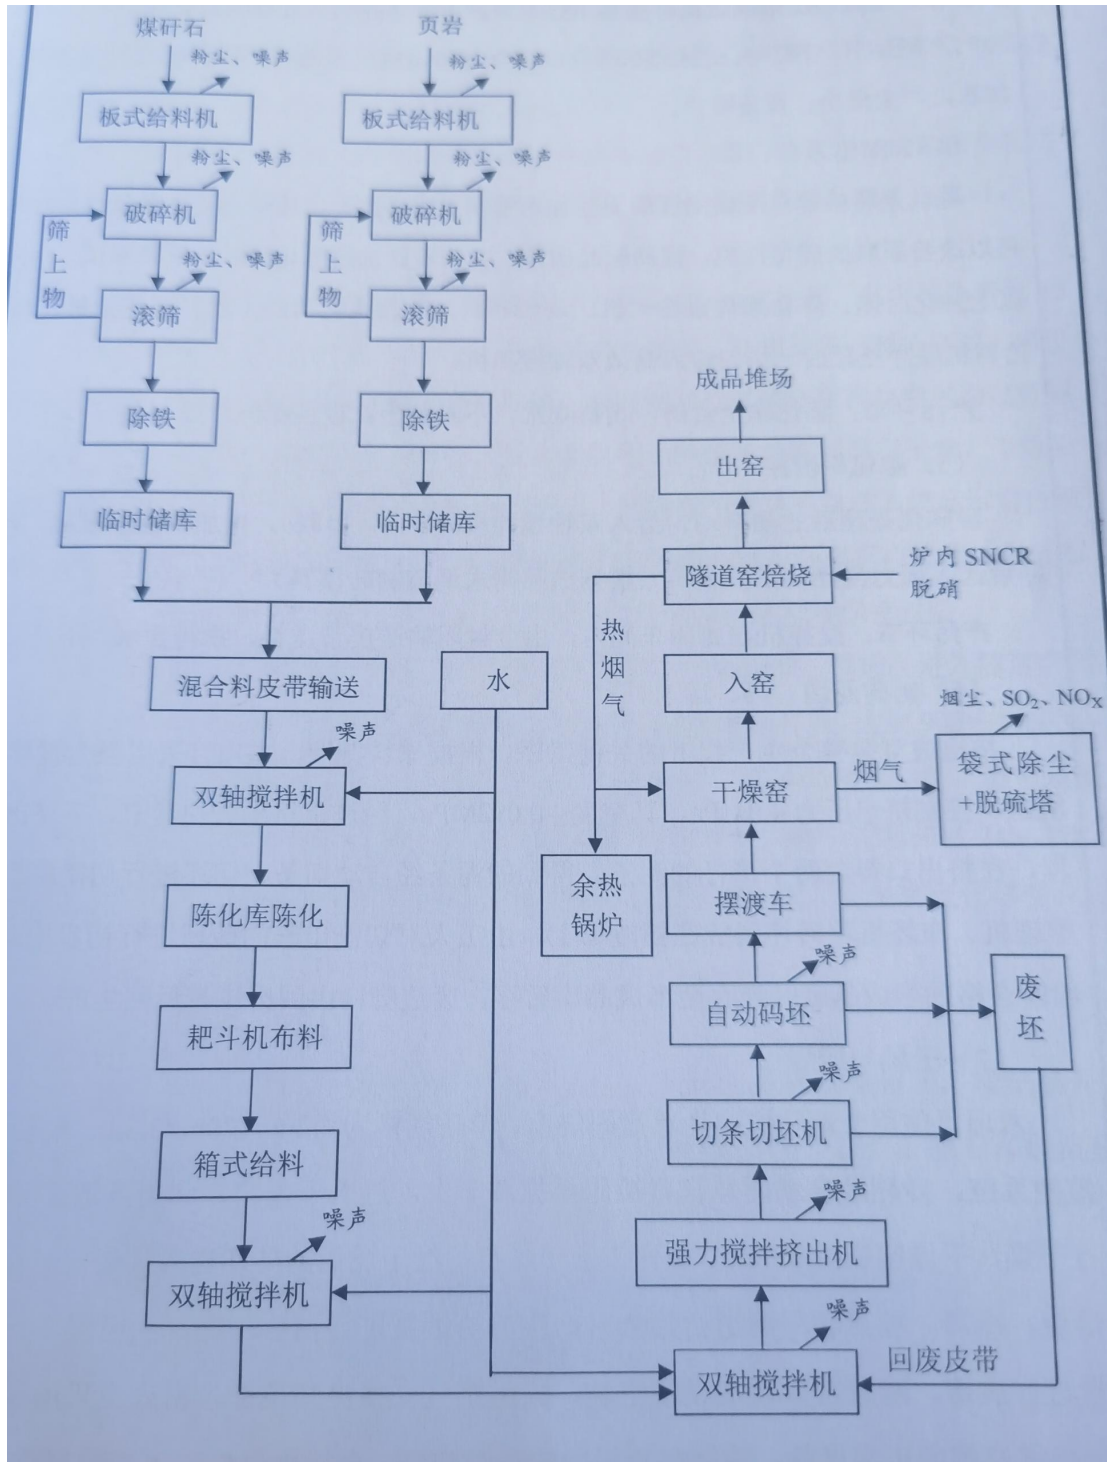 煤矸石
页岩
粉尘、噪声
粉尘、噪声
板式给料机
板式给料机
粉尘、噪声
粉尘、噪声
破碎机
破碎机
筛上物
筛上物
粉尘、噪声
粉尘、噪声
滚筛
滚筛
除铁
除铁
临时储库
临时储库
混合料皮带输送
水
噪声
双轴搅拌机
陈化库陈化
耙斗机布料
箱式给料
噪声
双轴搅拌机
成品堆场
出窑
隧道窑焙烧
炉内 SNCR
脱硝
热烟气
入窑
烟尘、SO₂、NOX
干燥窑
烟气
袋式除尘
+脱硫塔
余热
锅炉
摆渡车
噪声
自动码坯
废
坯
噪声
切条切坯机
噪声
强力搅拌挤出机
噪声
双轴搅拌机
回废皮带